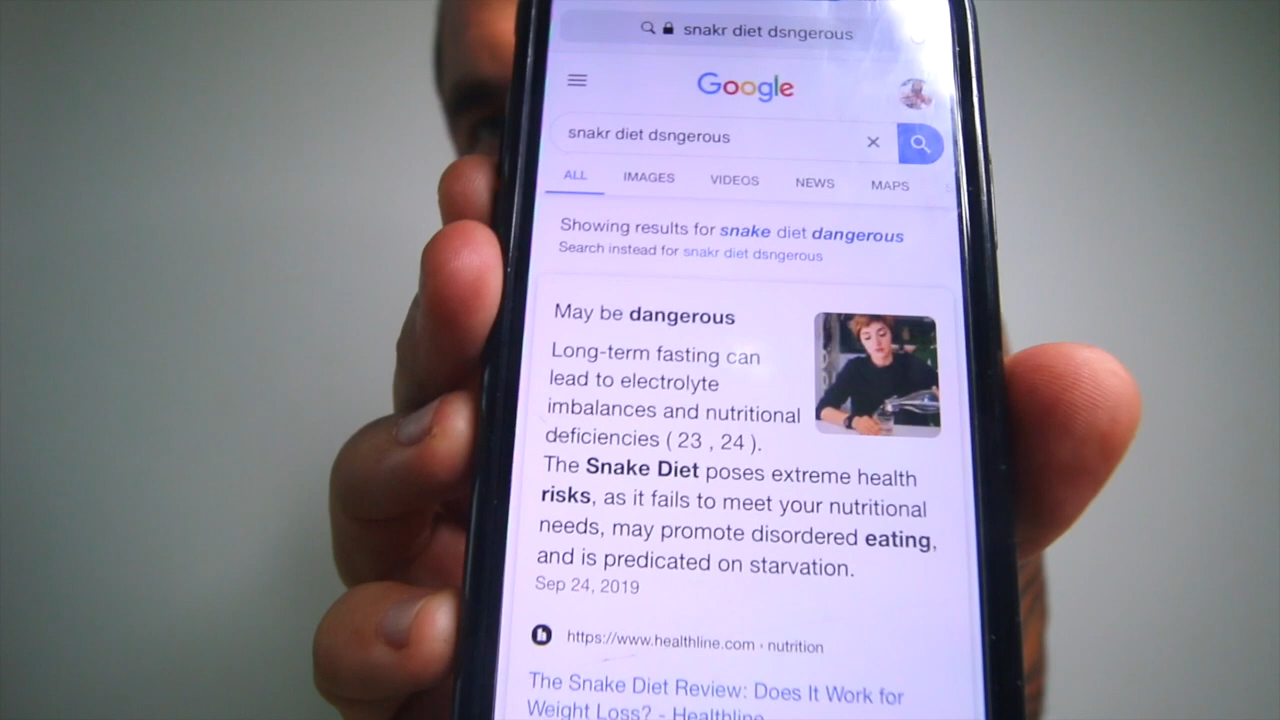 snakr diet dsngerous
Google
snakr diet dsngerous
ALL IMAGES VIDEOS NEWS MAPS
Showing results for snake diet dangerous
Search instead for snakr diet dsngerous
May be dangerous
Long-term fasting can
lead to electrolyte
imbalances and nutritional
deficiencies ( 23 , 24 ).
The Snake Diet poses extreme health
risks, as it fails to meet your nutritional
needs, may promote disordered eating,
and is predicated on starvation.
Sep 24, 2019
h https://www.healthline.com › nutrition
The Snake Diet Review: Does It Work for
Weight Loss? - Healthline